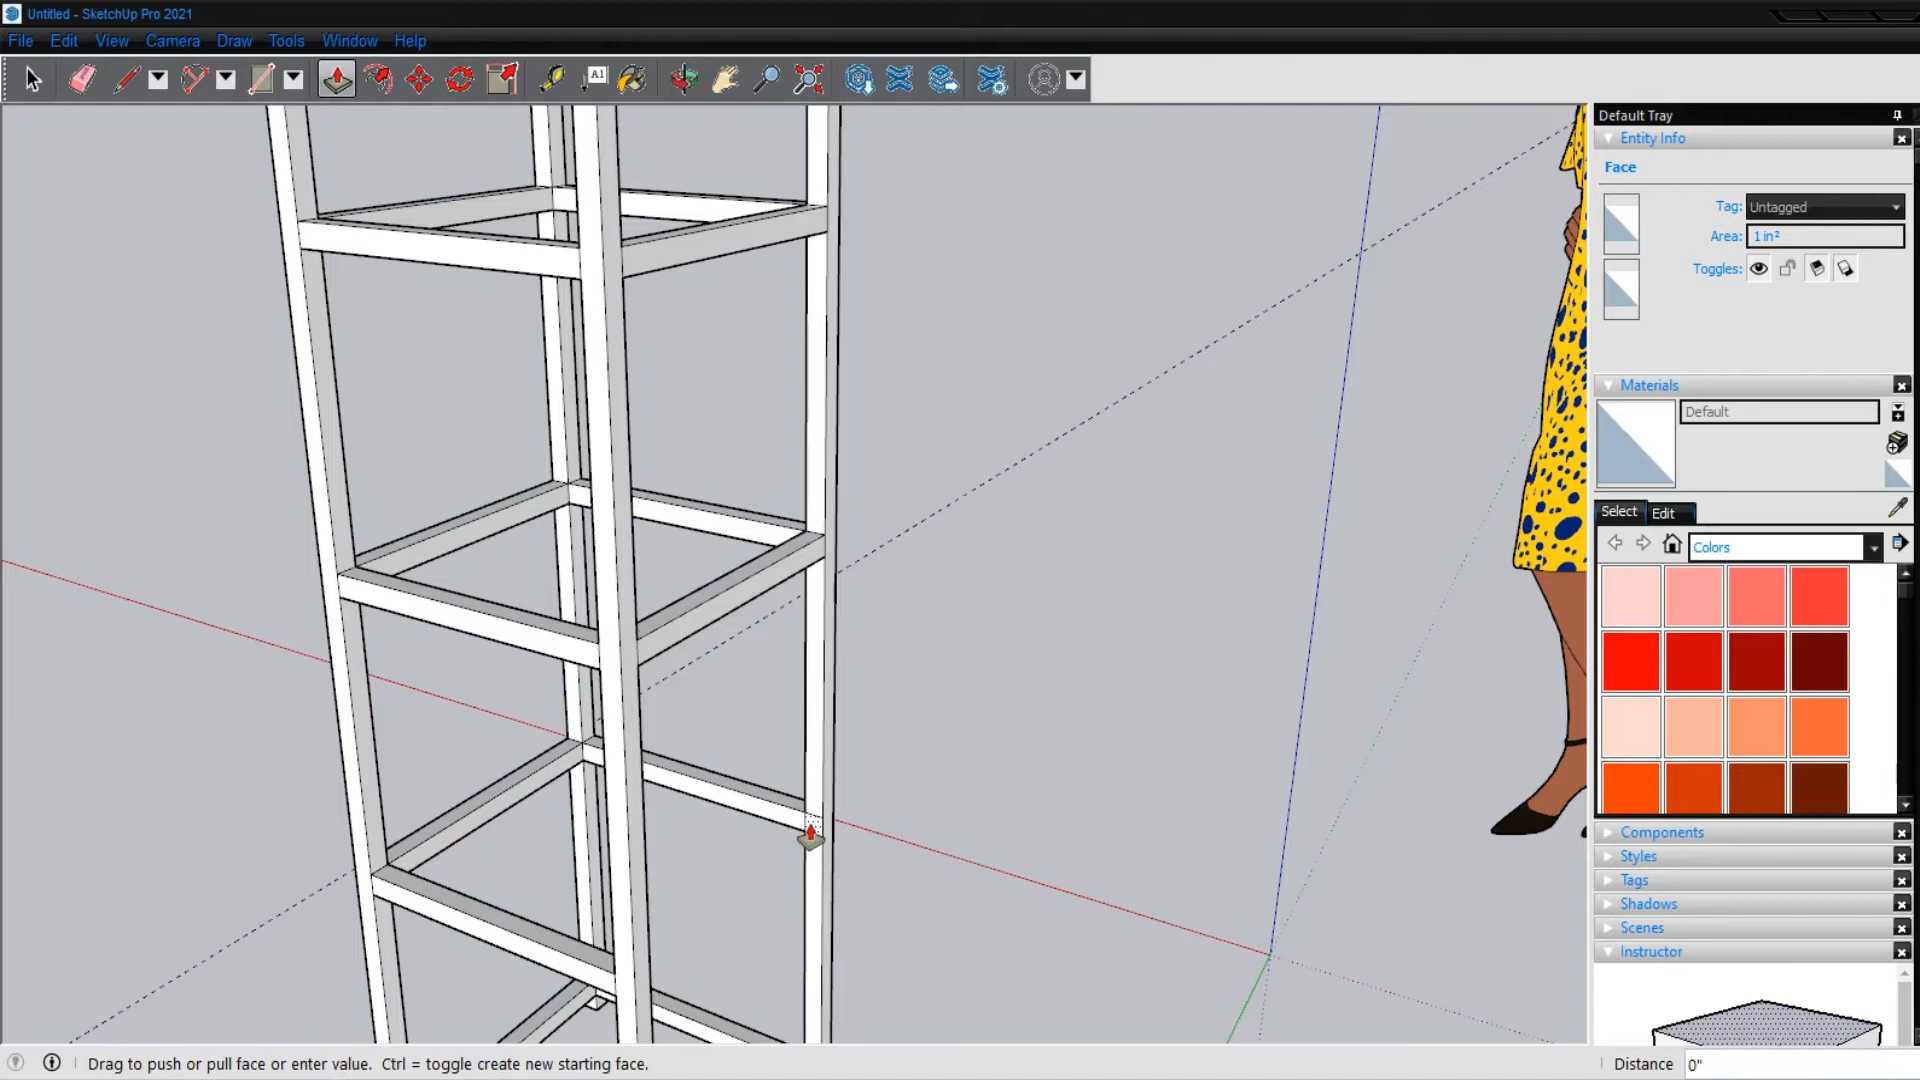 Untitled - SketchUp Pro 2021
File Edit View Camera Draw Tools Window Help
A1
Default Tray
Entity Info
Face
Tag: Untagged
Area: 1 in²
Toggles:
Materials
Default
Select Edit
Colors
Components
Styles
Tags
Shadows
Scenes
Instructor
Drag to push or pull face or enter value. Ctrl = toggle create new starting face.
Distance 0"